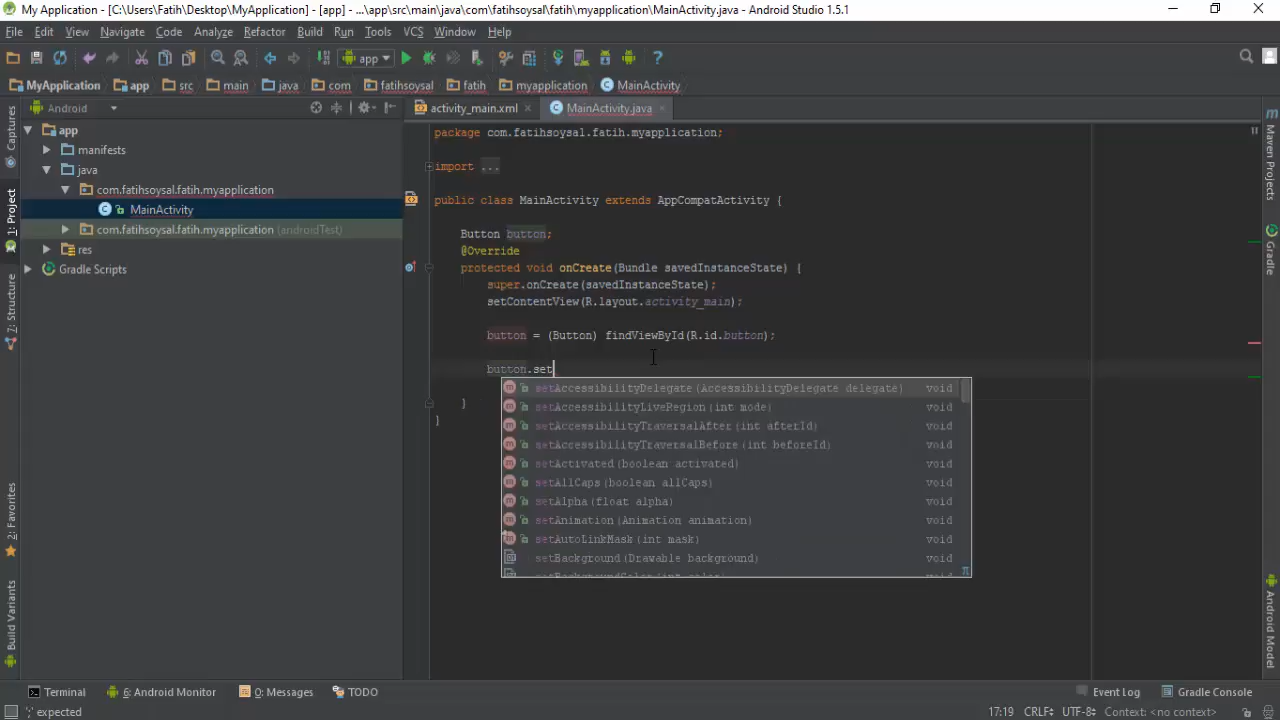 My Application - [C:\Users\Fatih\Desktop\MyApplication] - [app] - ...\app\src\main\java\com\fatihsoysal\fatih\myapplication\MainActivity.java - Android Studio 1.5.1
File Edit View Navigate Code Analyze Refactor Build Run Tools VCS Window Help
app
MyApplication app src main java com fatihsoysal fatih myapplication MainActivity
Android
activity_main.xml MainActivity.java
app
manifests
java
com.fatihsoysal.fatih.myapplication
MainActivity
com.fatihsoysal.fatih.myapplication (androidTest)
res
Gradle Scripts
Captures
1: Project
7: Structure
2: Favorites
Build Variants
package com.fatihsoysal.fatih.myapplication;
import ...
public class MainActivity extends AppCompatActivity {
Button button;
@Override
protected void onCreate(Bundle savedInstanceState) {
super.onCreate(savedInstanceState);
setContentView(R.layout.activity_main);
button = (Button) findViewById(R.id.button);
button.set
setAccessibilityDelegate(AccessibilityDelegate delegate) void
setAccessibilityLiveRegion(int mode) void
setAccessibilityTraversalAfter(int afterId) void
setAccessibilityTraversalBefore(int beforeId) void
setActivated(boolean activated) void
setAllCaps(boolean allCaps) void
setAlpha(float alpha) void
setAnimation(Animation animation) void
setAutoLinkMask(int mask) void
setBackground(Drawable background) void
setBackgroundColor(int color) void
π
}
}
Maven Projects
Gradle
Android Model
Terminal 6: Android Monitor 0: Messages TODO Event Log Gradle Console
';' expected 17:19 CRLF UTF-8 Context: <no context>